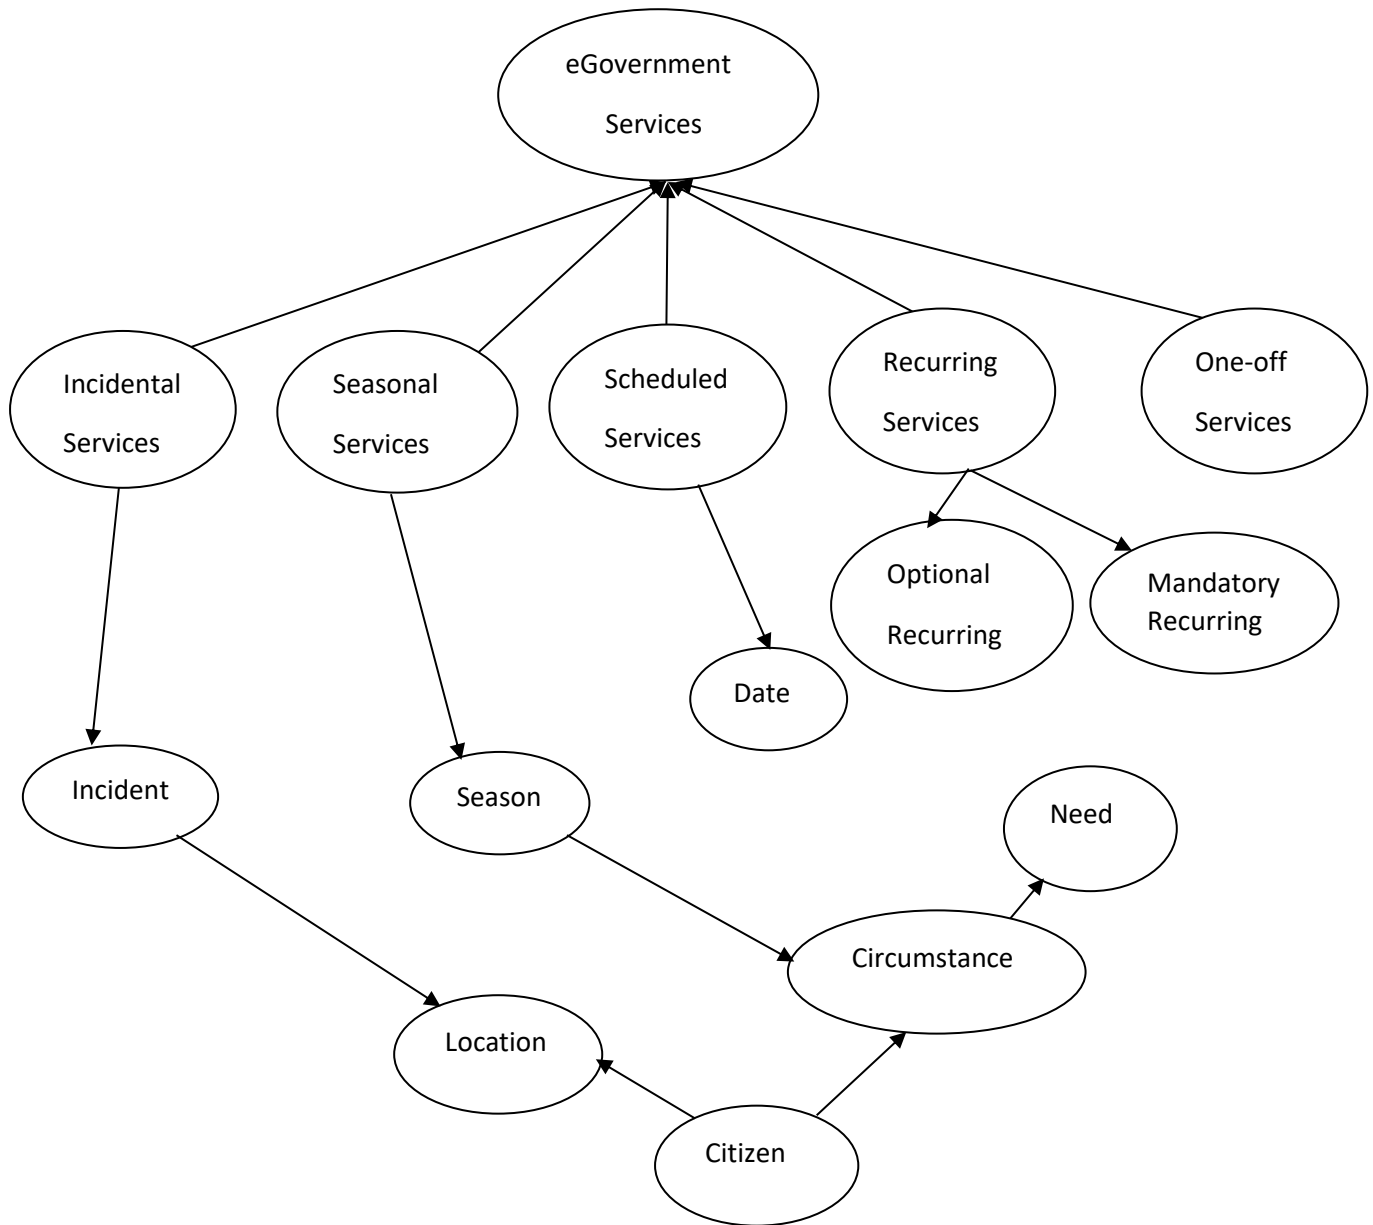 eGovernment
Services
Incidental
Services
Seasonal
Services
Scheduled
Services
Recurring
Services
One-off
Services
Optional
Recurring
Mandatory
Recurring
Date
Incident
Season
Need
Circumstance
Location
Citizen